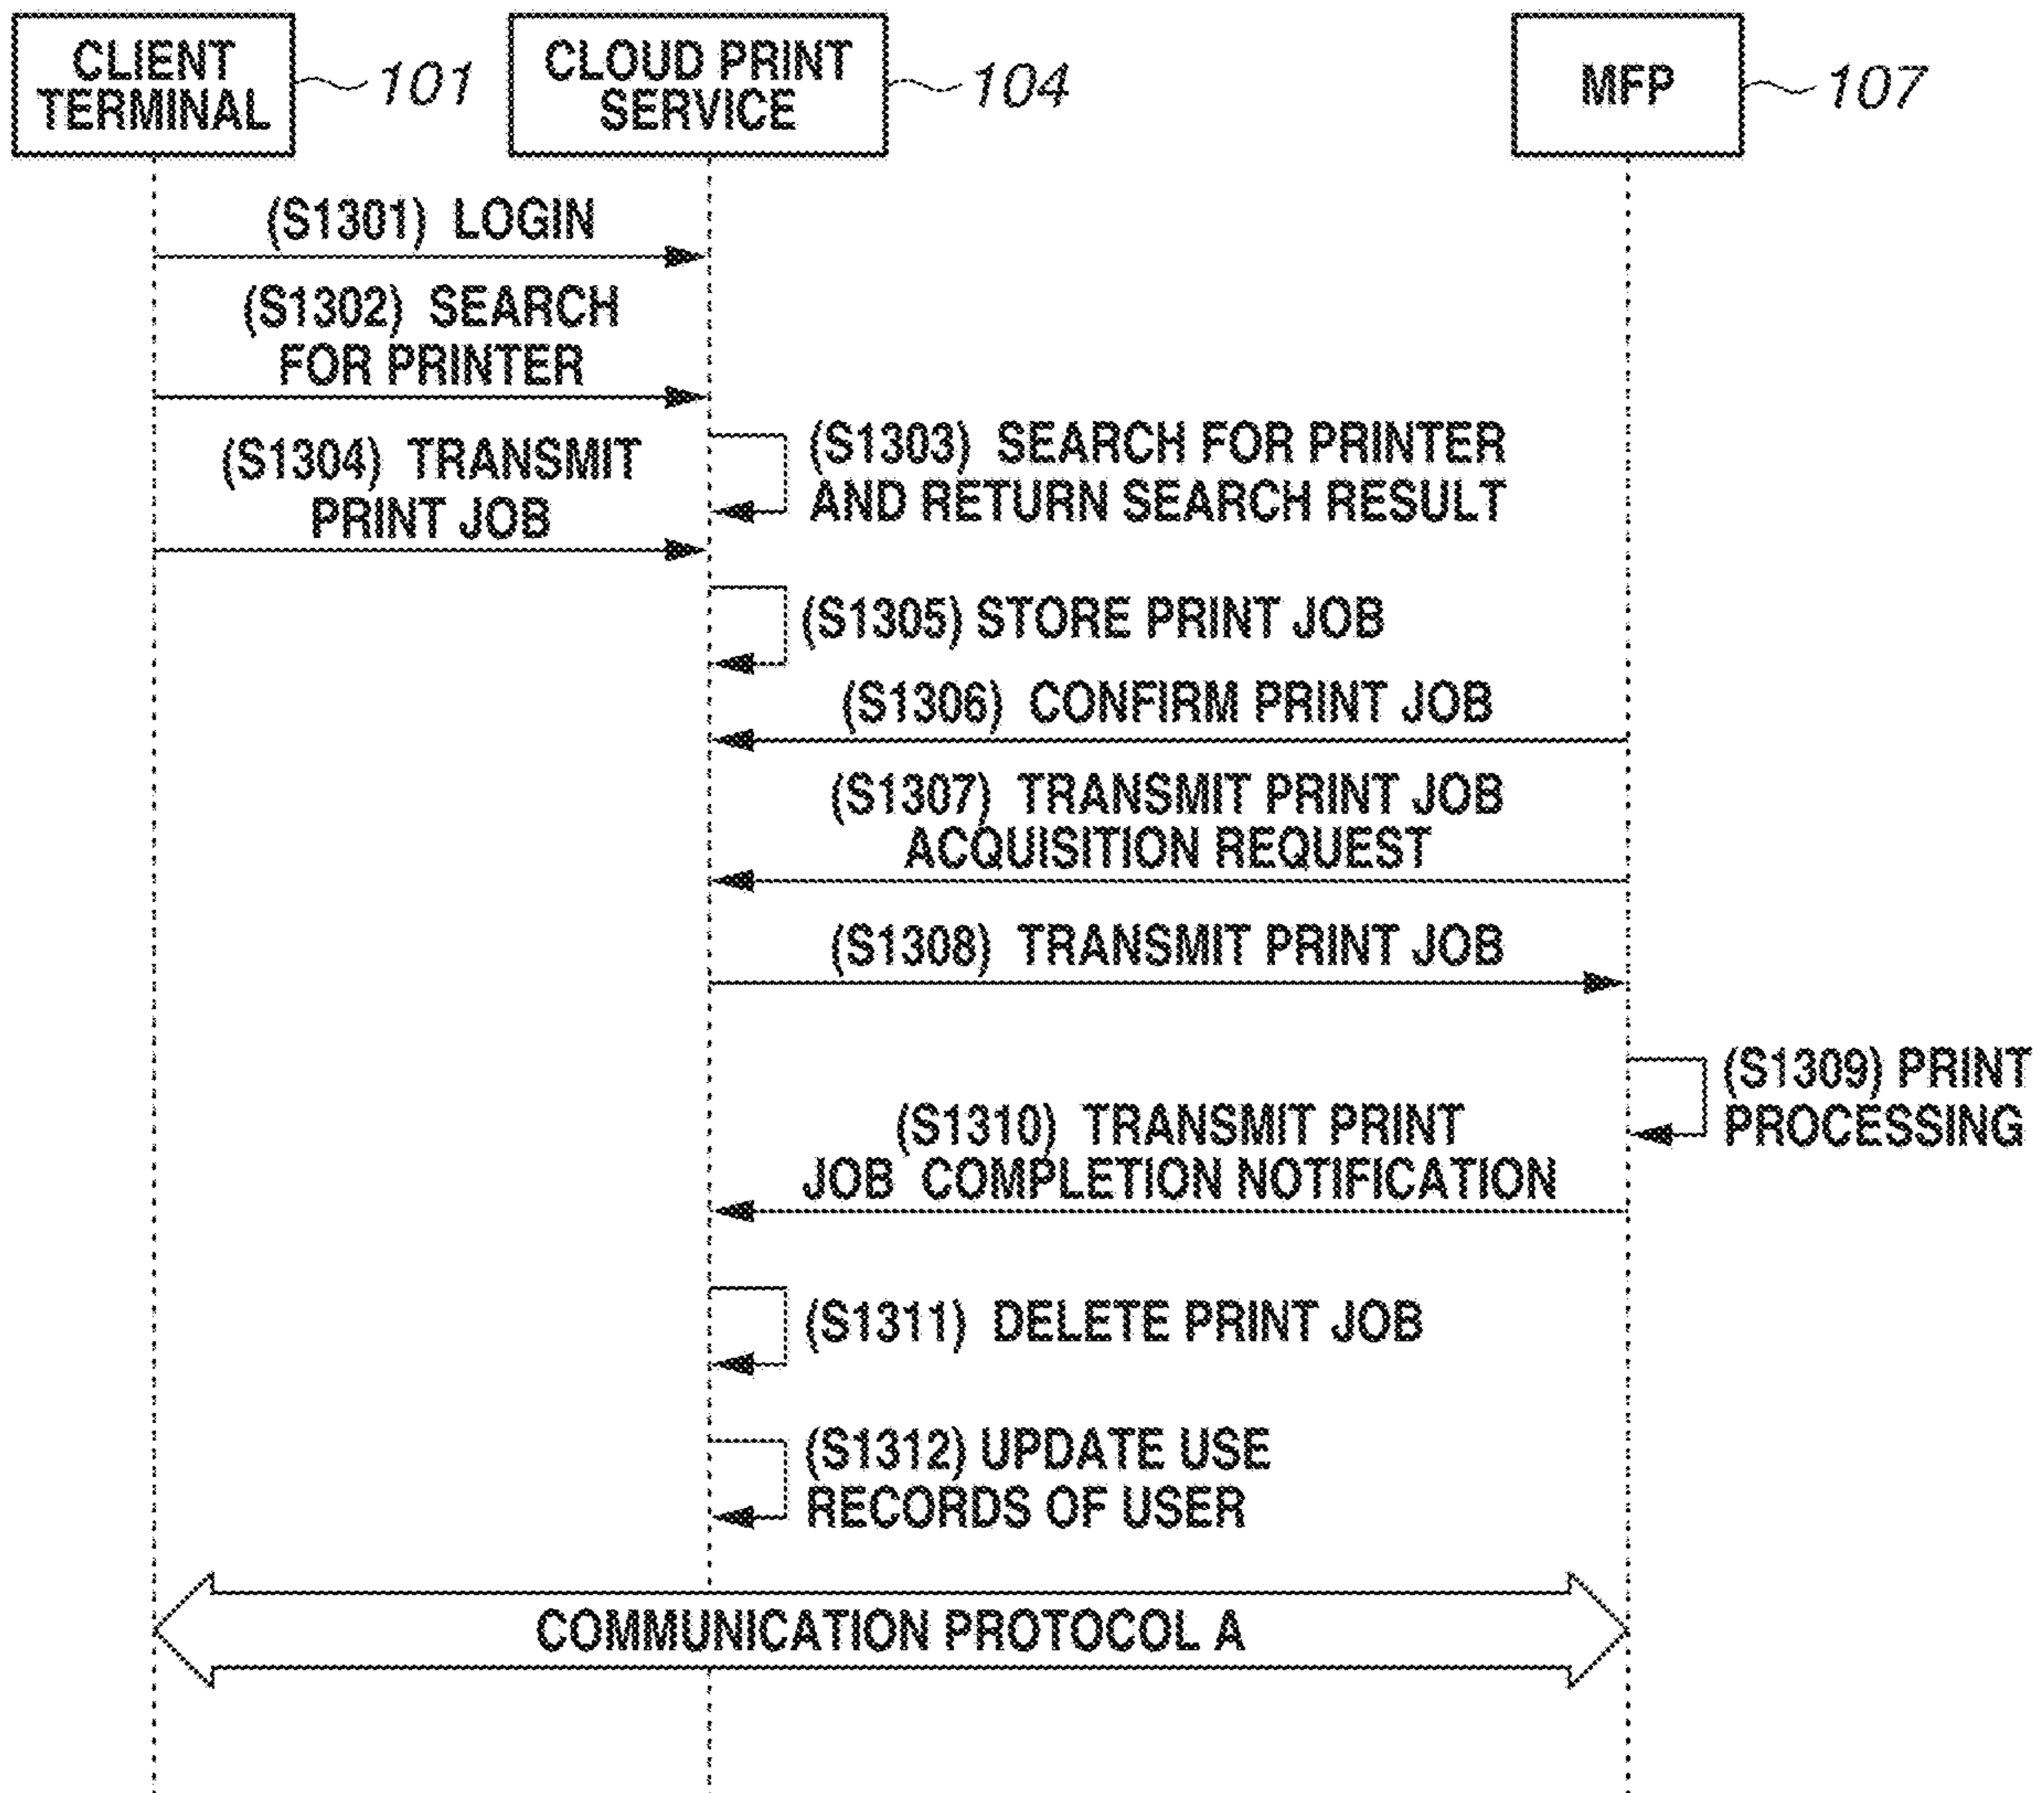 CLIENT
TERMINAL
101
CLOUD PRINT
SERVICE
104
MFP
107
(S1301) LOGIN
(S1302) SEARCH
FOR PRINTER
(S1303) SEARCH FOR PRINTER
AND RETURN SEARCH RESULT
(S1304) TRANSMIT
PRINT JOB
(S1305) STORE PRINT JOB
(S1306) CONFIRM PRINT JOB
(S1307) TRANSMIT PRINT JOB
ACQUISITION REQUEST
(S1308) TRANSMIT PRINT JOB
(S1309) PRINT
PROCESSING
(S1310) TRANSMIT PRINT
JOB COMPLETION NOTIFICATION
(S1311) DELETE PRINT JOB
(S1312) UPDATE USE
RECORDS OF USER
COMMUNICATION PROTOCOL A